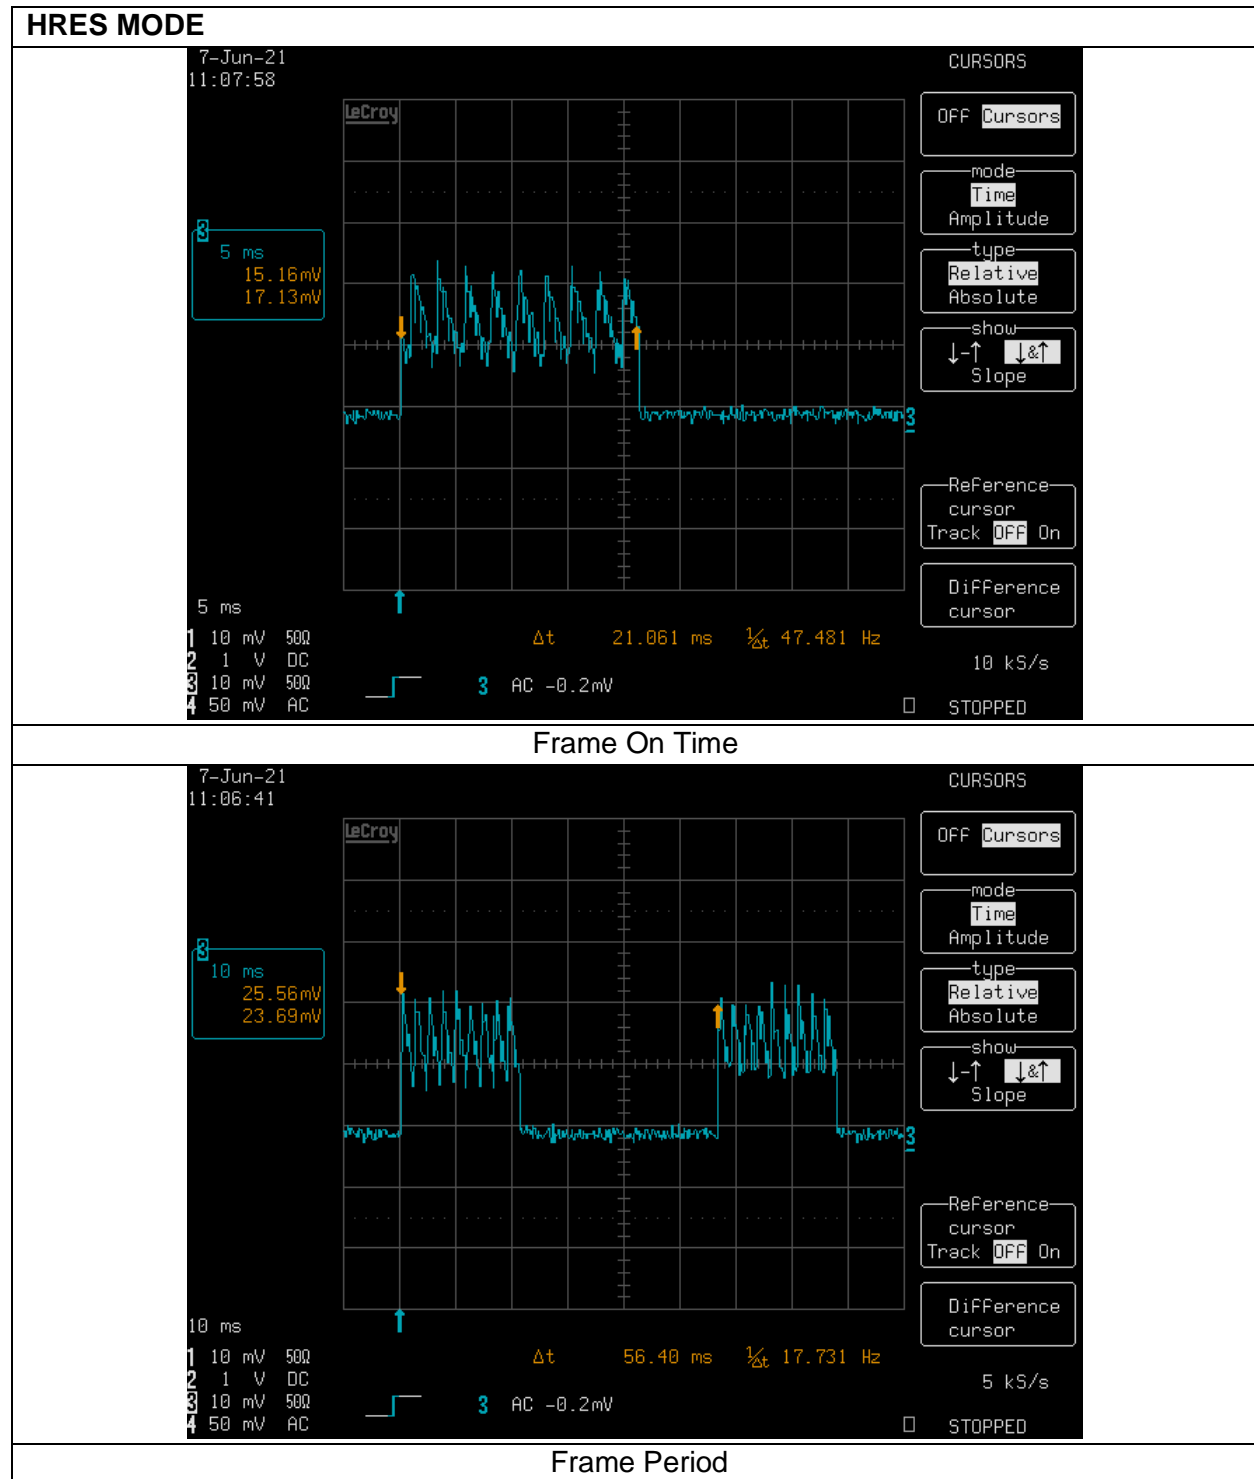 HRES MODE
7-Jun-21
11:07:58
CURSORS
LeCroy
OFF Cursors
mode
Time
Amplitude
3
5 ms
15.16mV
17.13mV
type
Relative
Absolute
show
↓-↑ ↓&↑
Slope
3
Reference
cursor
Track OFF On
Difference
cursor
5 ms
1 10 mV 50Ω
2 1 V DC
3 10 mV 50Ω
4 50 mV AC
Δt 21.061 ms 1/Δt 47.481 Hz
3 AC -0.2mV
10 kS/s
STOPPED
Frame On Time
7-Jun-21
11:06:41
CURSORS
LeCroy
OFF Cursors
mode
Time
Amplitude
3
10 ms
25.56mV
23.69mV
type
Relative
Absolute
show
↓-↑ ↓&↑
Slope
3
Reference
cursor
Track OFF On
Difference
cursor
10 ms
1 10 mV 50Ω
2 1 V DC
3 10 mV 50Ω
4 50 mV AC
Δt 56.40 ms 1/Δt 17.731 Hz
3 AC -0.2mV
5 kS/s
STOPPED
Frame Period